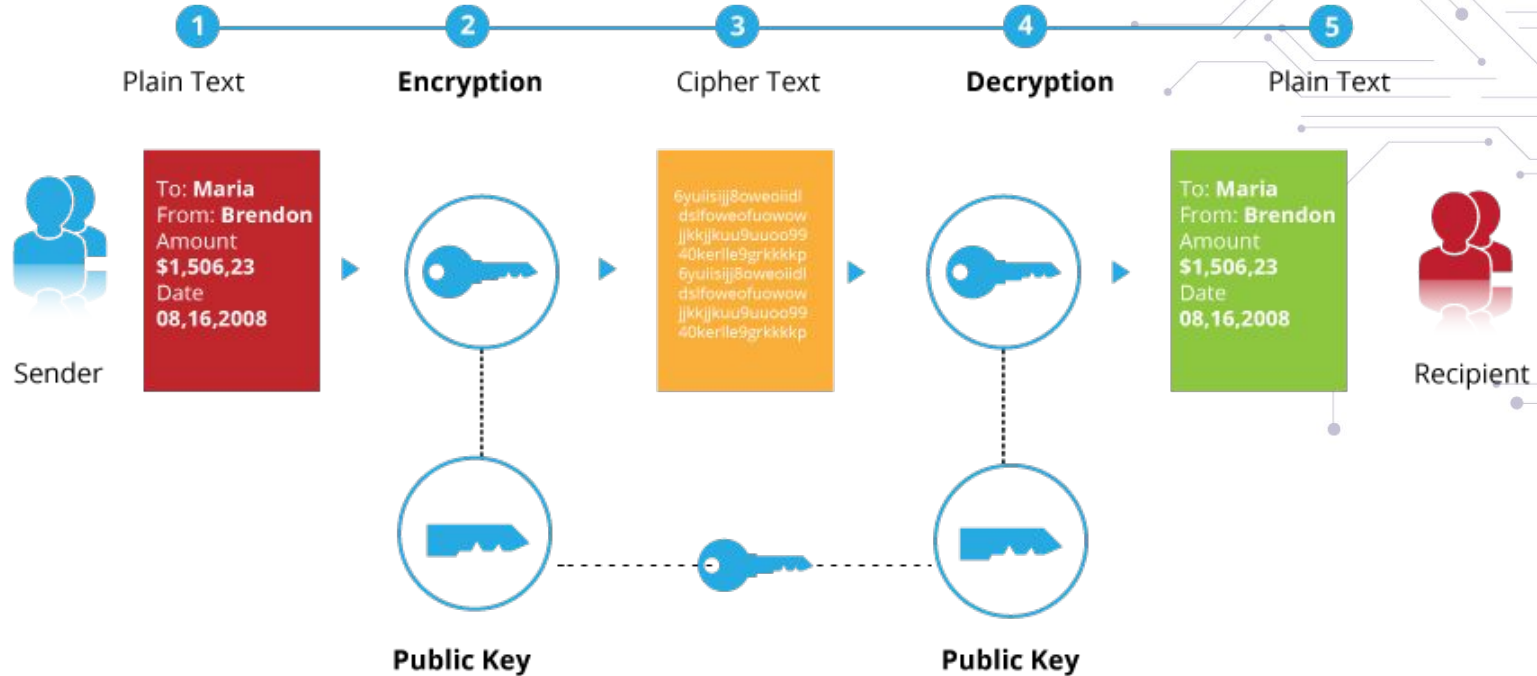 1 2 3 4 5
Plain Text Encryption Cipher Text Decryption Plain Text
To: Maria
From: Brendon
Amount
$1,506,23
Date
08,16,2008
6yuiisijj8oweoiidl
dslfoweofuowow
jjkkjjkuu9uuoo99
40kerlle9grkkkkp
6yuiisijj8oweoiidl
dslfoweofuowow
jjkkjjkuu9uuoo99
40kerlle9grkkkkp
To: Maria
From: Brendon
Amount
$1,506,23
Date
08,16,2008
Sender
Recipient
Public Key
Public Key